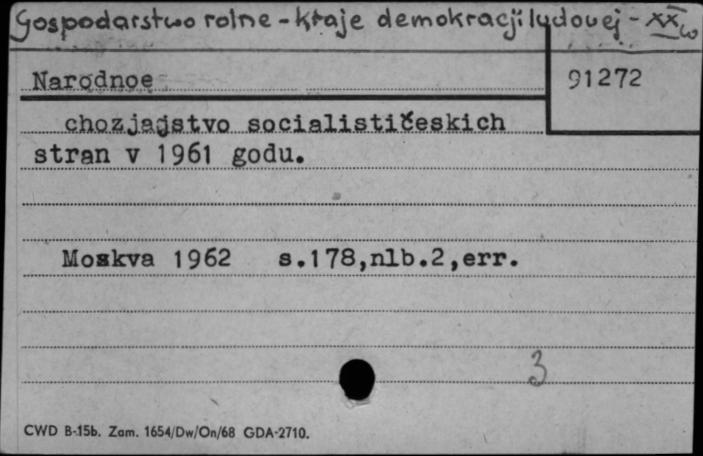 Gospodarstwo rolne - kraje demokracji ludowej - XX w
Narodnoe
91272
chozjajstvo socialističeskich
stran v 1961 godu.
Moskva 1962 s.178,nlb.2,err.
3
CWD B-15b. Zam. 1654/Dw/On/68 GDA-2710.